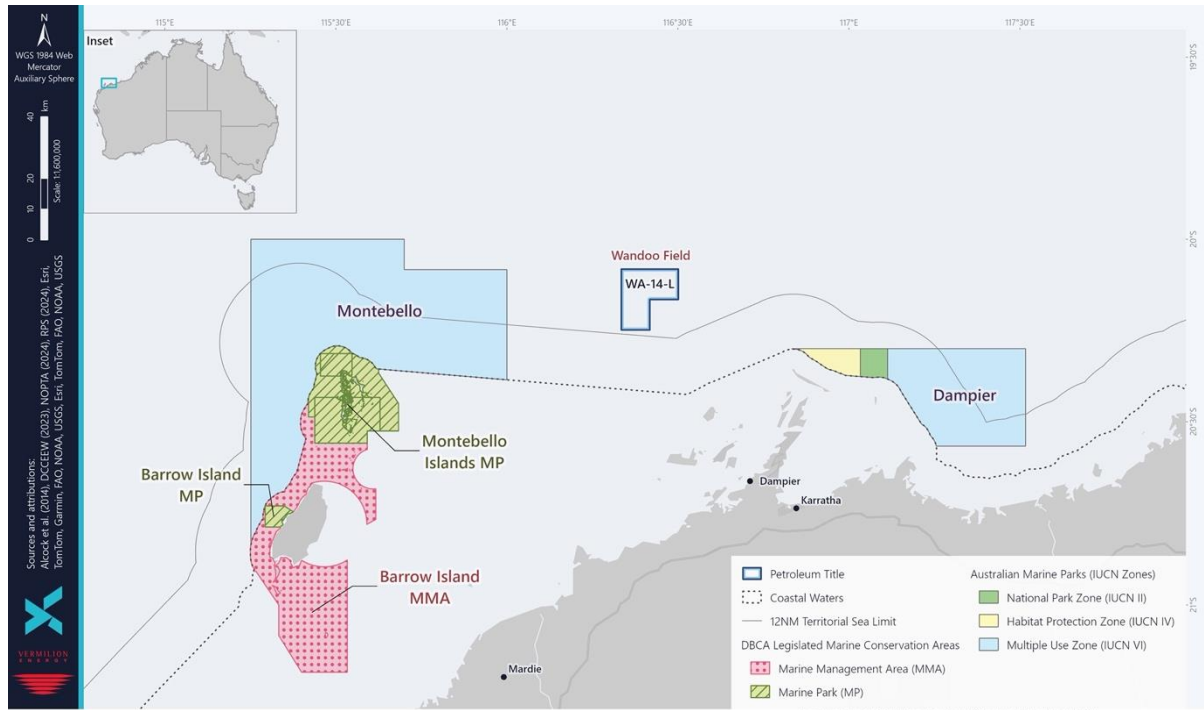 N
WGS 1984 Web
Mercator
Auxiliary Sphere
km
40
20
10
0
Scale: 1:1,600,000
Sources and attributions:
Alcock et al. (2014), DCCEEW (2023), NOPTA (2024), RPS (2024), Esri,
TomTom, Garmin, FAO, NOAA, USGS, Esri, TomTom, FAO, NOAA, USGS
VERMILION
ENERGY
115°E
115°30'E
116°E
116°30'E
117°E
117°30'E
19°30'S
20°S
20°30'S
21°S
Inset
Wandoo Field
WA-14-L
Montebello
Dampier
Montebello
Islands MP
Barrow Island
MP
Barrow Island
MMA
Dampier
Karratha
Mardie
Petroleum Title
Coastal Waters
12NM Territorial Sea Limit
DBCA Legislated Marine Conservation Areas
Marine Management Area (MMA)
Marine Park (MP)
Australian Marine Parks (IUCN Zones)
National Park Zone (IUCN II)
Habitat Protection Zone (IUCN IV)
Multiple Use Zone (IUCN VI)